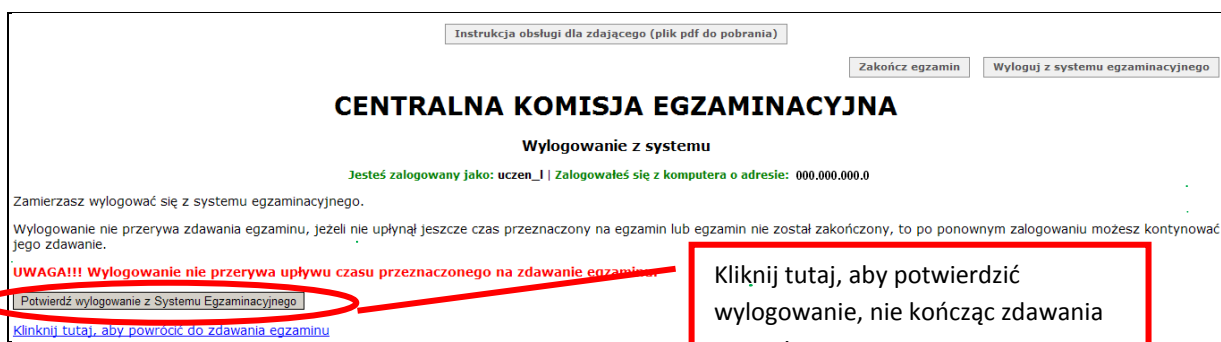 Instrukcja obsługi dla zdającego (plik pdf do pobrania)
Zakończ egzamin
Wyloguj z systemu egzaminacyjnego
CENTRALNA KOMISJA EGZAMINACYJNA
Wylogowanie z systemu
Jesteś zalogowany jako: uczen_l | Zalogowałeś się z komputera o adresie: 000.000.000.0
Zamierzasz wylogować się z systemu egzaminacyjnego.
Wylogowanie nie przerywa zdawania egzaminu, jeżeli nie upłynął jeszcze czas przeznaczony na egzamin lub egzamin nie został zakończony, to po ponownym zalogowaniu możesz kontynować
jego zdawanie.
UWAGA!!! Wylogowanie nie przerywa upływu czasu przeznaczonego na zdawanie egzaminu.
Potwierdź wylogowanie z Systemu Egzaminacyjnego
Klinknij tutaj, aby powrócić do zdawania egzaminu
Kliknij tutaj, aby potwierdzić
wylogowanie, nie kończąc zdawania